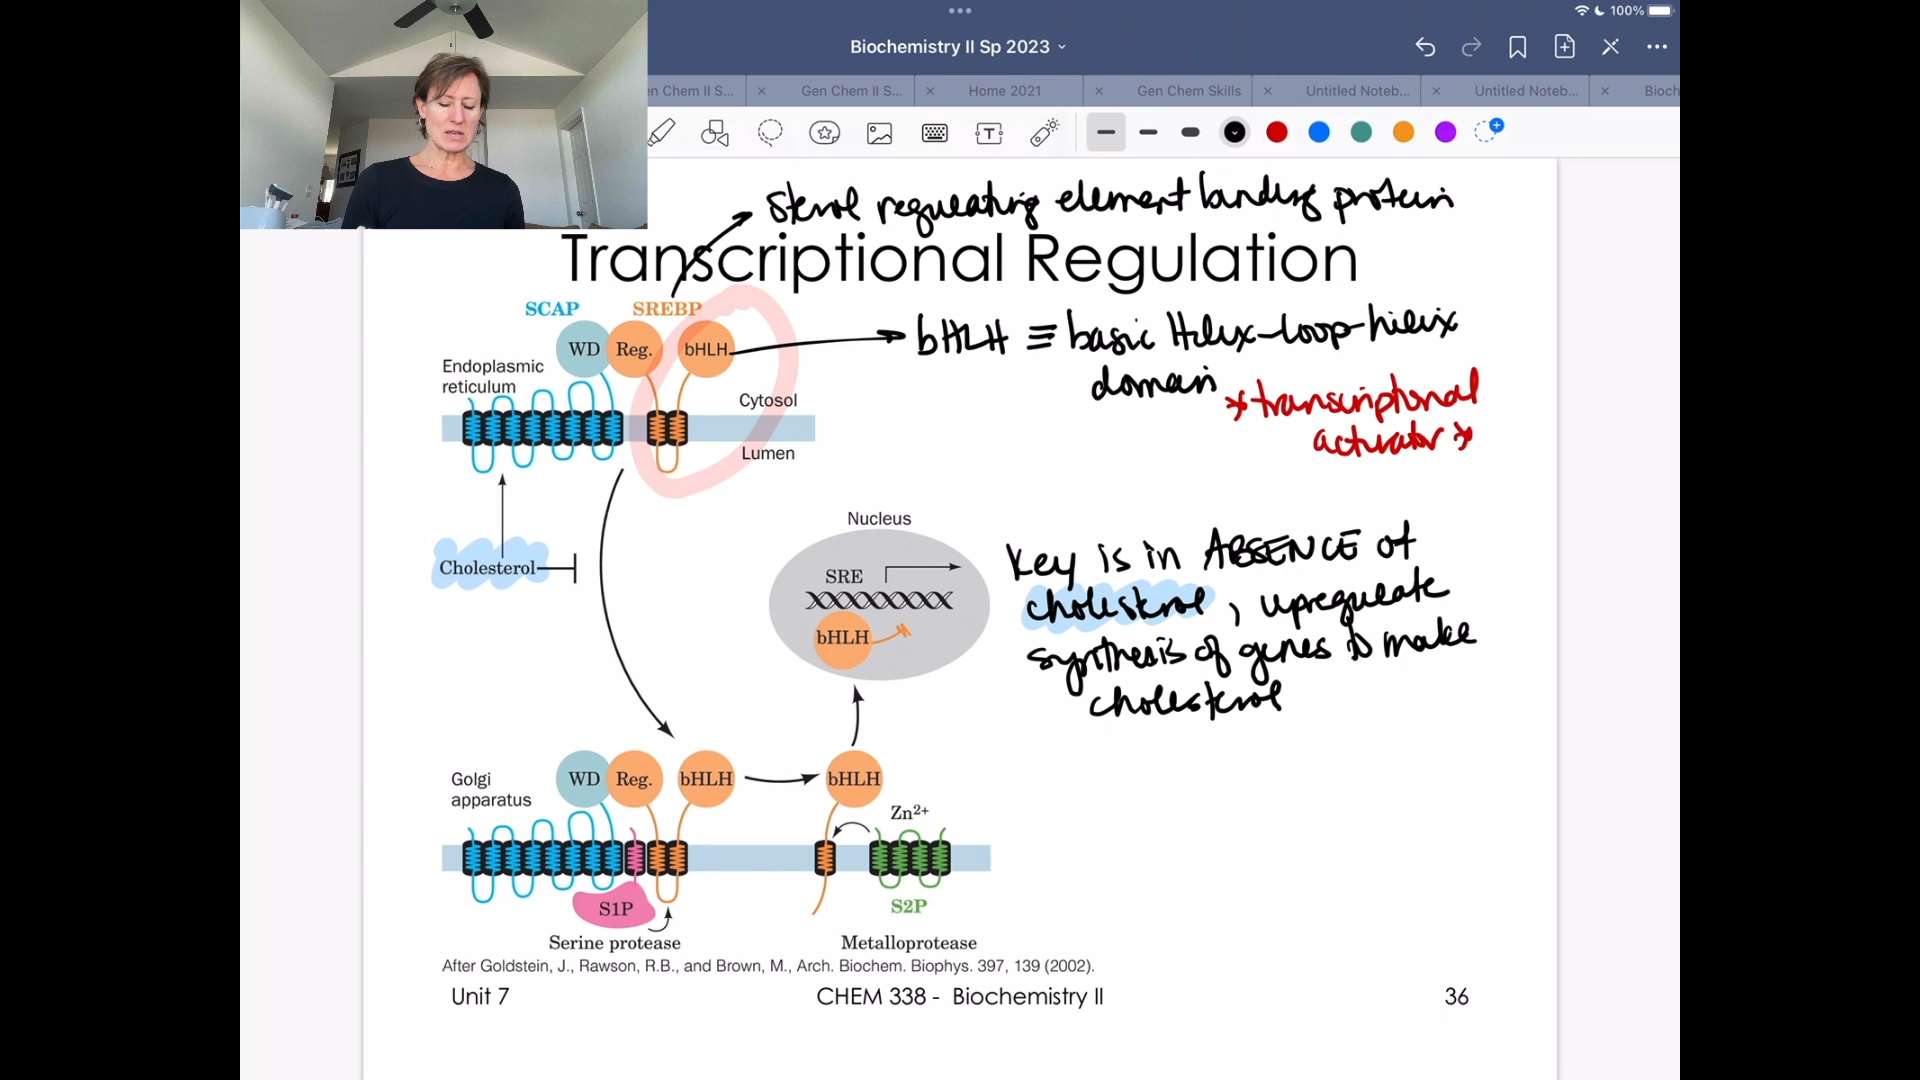 100%
Biochemistry II Sp 2023
en Chem II S...
Gen Chem II S...
Home 2021
Gen Chem Skills
Untitled Noteb...
Untitled Noteb...
Bioch
T
sterol regulating element binding protein
Transcriptional Regulation
SCAP
SREBP
WD
Reg.
bHLH
bHLH ≡ basic Helix-loop-helix
domain
*transcriptional
activator*
Endoplasmic
reticulum
Cytosol
Lumen
Cholesterol
Nucleus
SRE
bHLH
Key is in ABSENCE of
cholesterol, upregulate
synthesis of genes to make
cholesterol
Golgi
apparatus
WD
Reg.
bHLH
bHLH
Zn2+
S1P
S2P
Serine protease
Metalloprotease
After Goldstein, J., Rawson, R.B., and Brown, M., Arch. Biochem. Biophys. 397, 139 (2002).
Unit 7
CHEM 338 - Biochemistry II
36